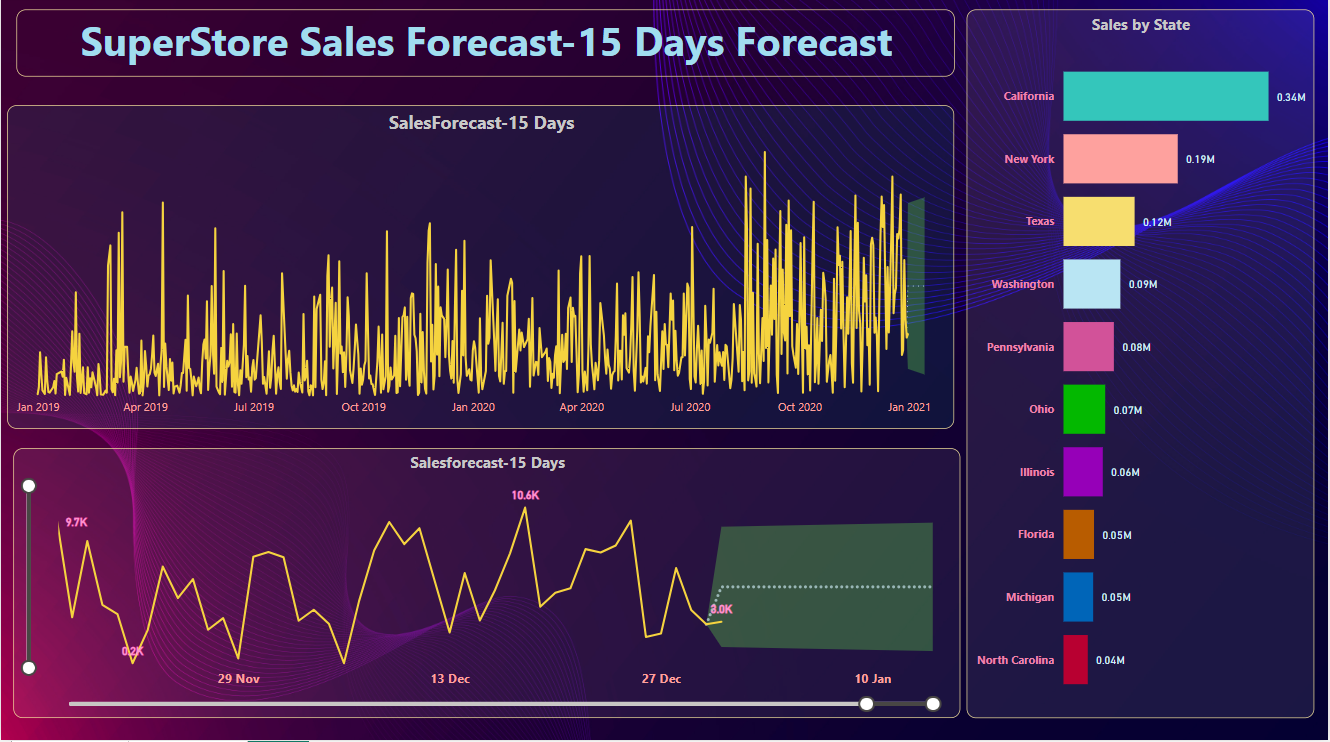 SuperStore Sales Forecast-15 Days Forecast
SalesForecast-15 Days
Jan 2019 Apr 2019 Jul 2019 Oct 2019 Jan 2020 Apr 2020 Jul 2020 Oct 2020 Jan 2021
Salesforecast-15 Days
10.6K
9.7K
3.0K
0.2K
29 Nov 13 Dec 27 Dec 10 Jan
Sales by State
California 0.34M
New York 0.19M
Texas 0.12M
Washington 0.09M
Pennsylvania 0.08M
Ohio 0.07M
Illinois 0.06M
Florida 0.05M
Michigan 0.05M
North Carolina 0.04M